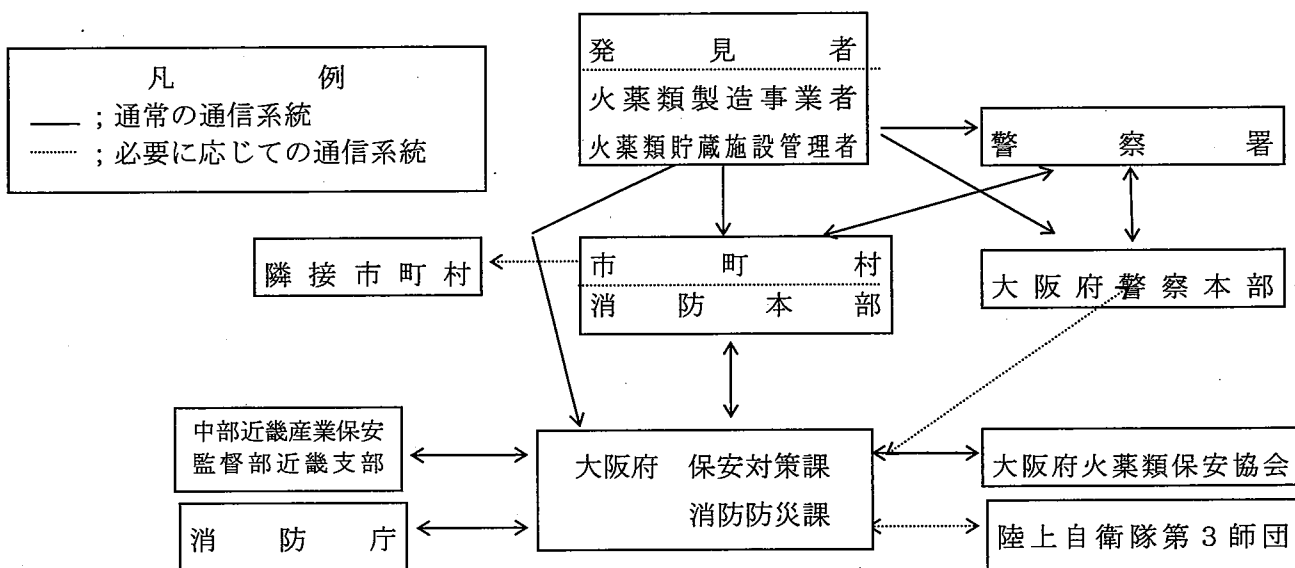 凡例
――;通常の通信系統
………;必要に応じての通信系統
発見者
火薬類製造事業者
火薬類貯蔵施設管理者
警察署
隣接市町村
市町村
消防本部
大阪府警察本部
中部近畿産業保安
監督部近畿支部
消防庁
大阪府 保安対策課
消防防災課
大阪府火薬類保安協会
陸上自衛隊第3師団